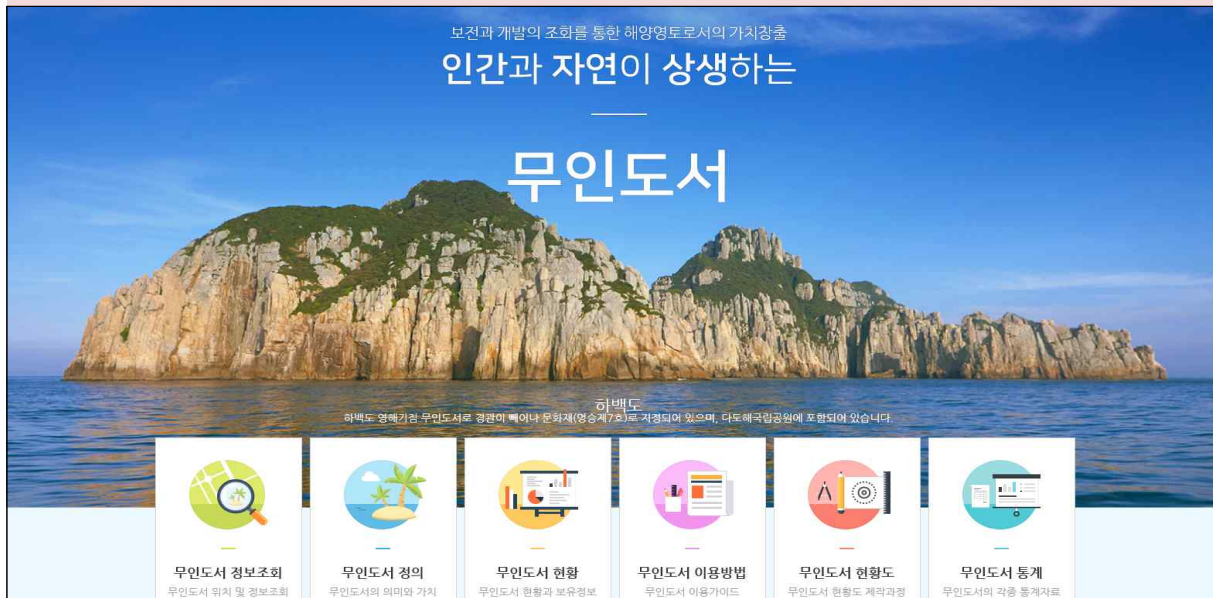 보전과 개발의 조화를 통한 해양영토로서의 가치창출
인간과 자연이 상생하는
무인도서
하백도
하백도 영해기점 무인도서로 경관이 빼어나 문화재(명승제7호)로 지정되어 있으며, 다도해국립공원에 포함되어 있습니다.
무인도서 정보조회
무인도서 위치 및 정보조회
무인도서 정의
무인도서의 의미와 가치
무인도서 현황
무인도서 현황과 보유정보
무인도서 이용방법
무인도서 이용가이드
무인도서 현황도
무인도서 현황도 제작과정
무인도서 통계
무인도서의 각종 통계자료